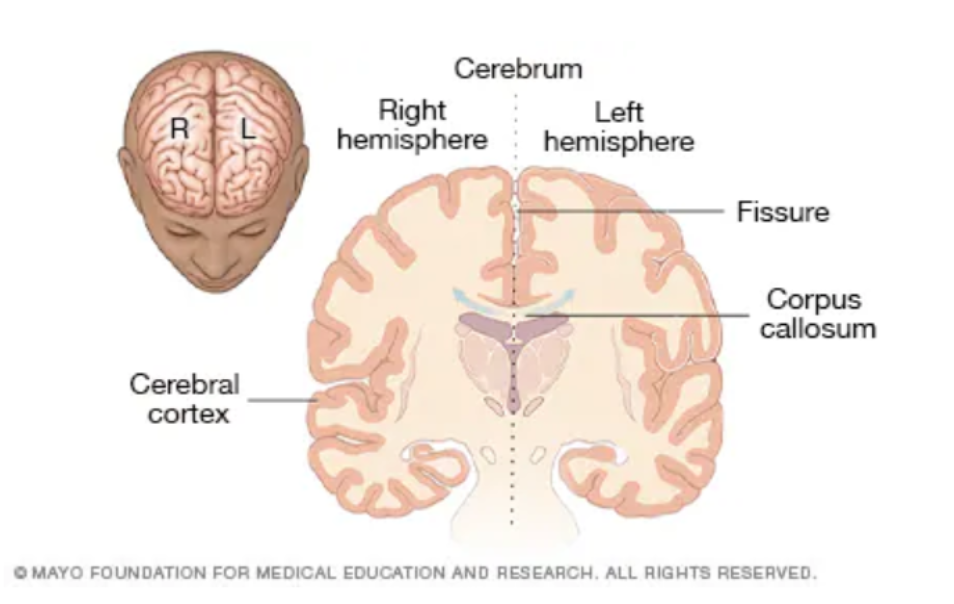 Cerebrum
Right
hemisphere
Left
hemisphere
R
L
Fissure
Corpus
callosum
Cerebral
cortex
© MAYO FOUNDATION FOR MEDICAL EDUCATION AND RESEARCH. ALL RIGHTS RESERVED.